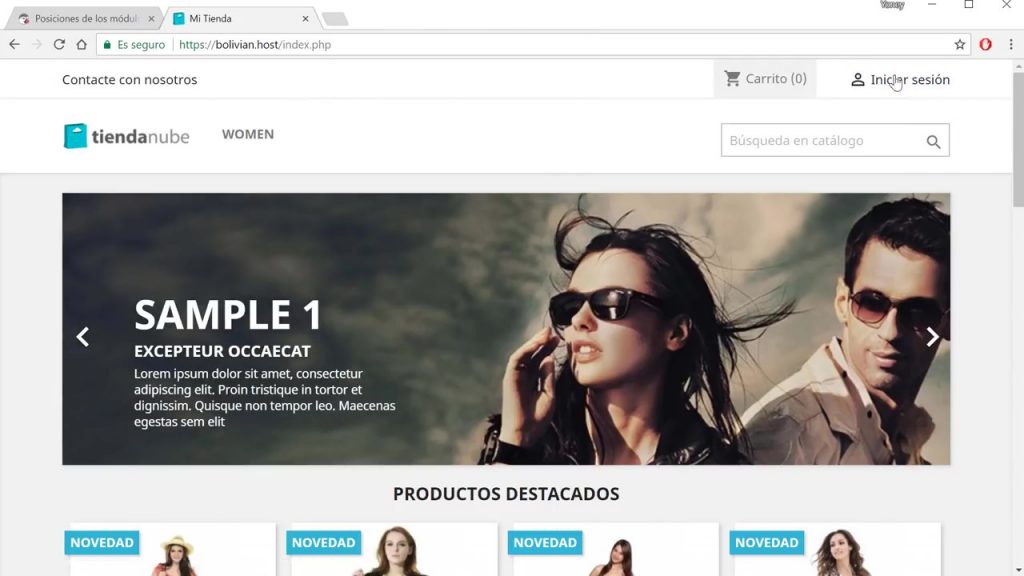 Yancy
Posiciones de los módul
Mi Tienda
Es seguro
https://bolivian.host/index.php
Contacte con nosotros
Carrito (0)
Iniciar sesión
tiendanube
WOMEN
Búsqueda en catálogo
SAMPLE 1
EXCEPTEUR OCCAECAT
Lorem ipsum dolor sit amet, consectetur
adipiscing elit. Proin tristique in tortor et
dignissim. Quisque non tempor leo. Maecenas
egestas sem elit
PRODUCTOS DESTACADOS
NOVEDAD
NOVEDAD
NOVEDAD
NOVEDAD